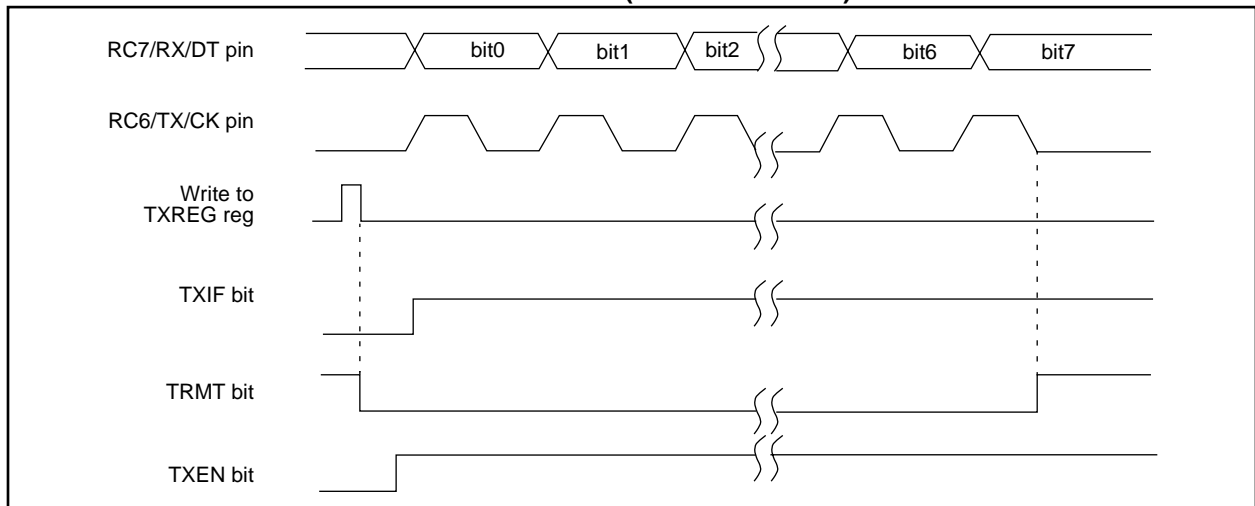 RC7/RX/DT pin
bit0 bit1 bit2 bit6 bit7
RC6/TX/CK pin
Write to
TXREG reg
TXIF bit
TRMT bit
TXEN bit